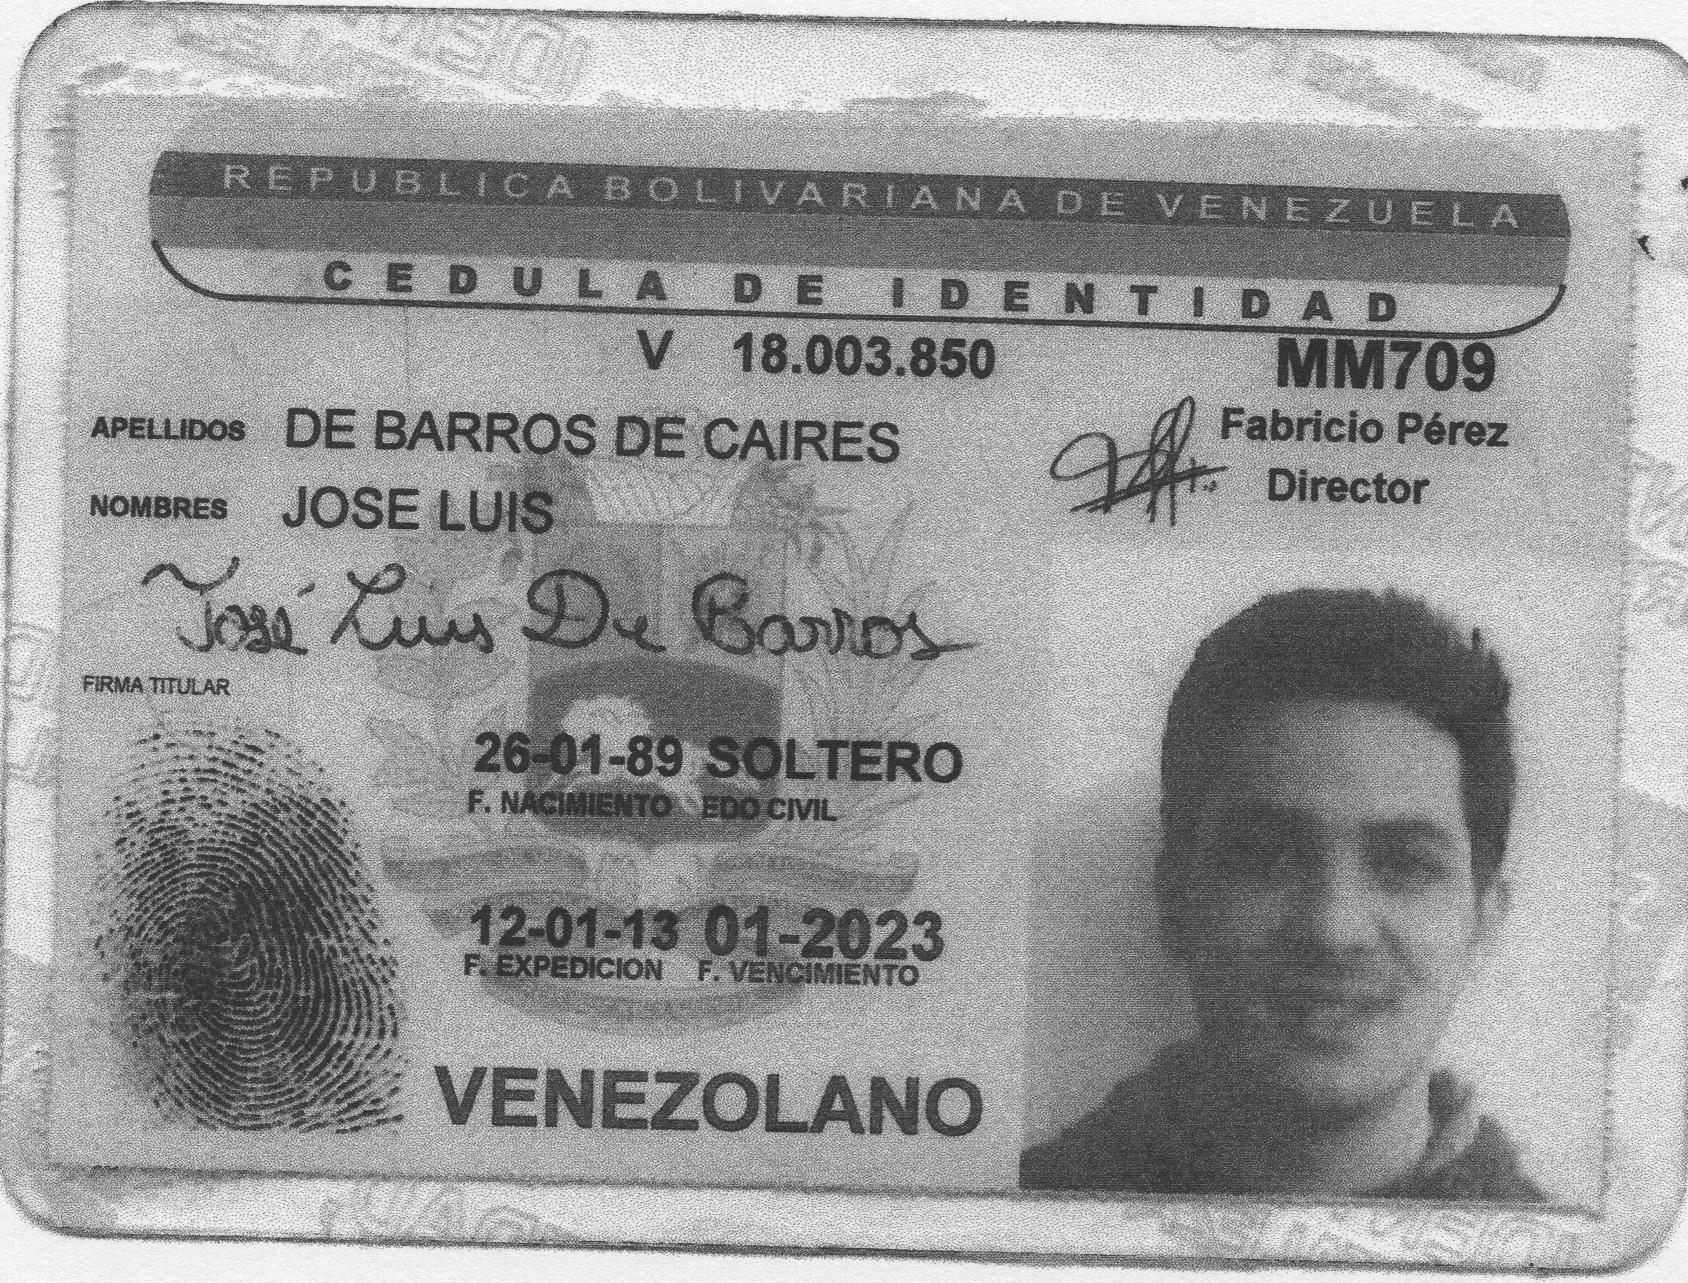 REPUBLICA BOLIVARIANA DE VENEZUELA
CEDULA DE IDENTIDAD
V 18.003.850
MM709
Fabricio Pérez
Director
APELLIDOS DE BARROS DE CAIRES
NOMBRES JOSE LUIS
José Luis De Barros
FIRMA TITULAR
26-01-89 SOLTERO
F. NACIMIENTO EDO CIVIL
12-01-13 01-2023
F. EXPEDICION F. VENCIMIENTO
VENEZOLANO